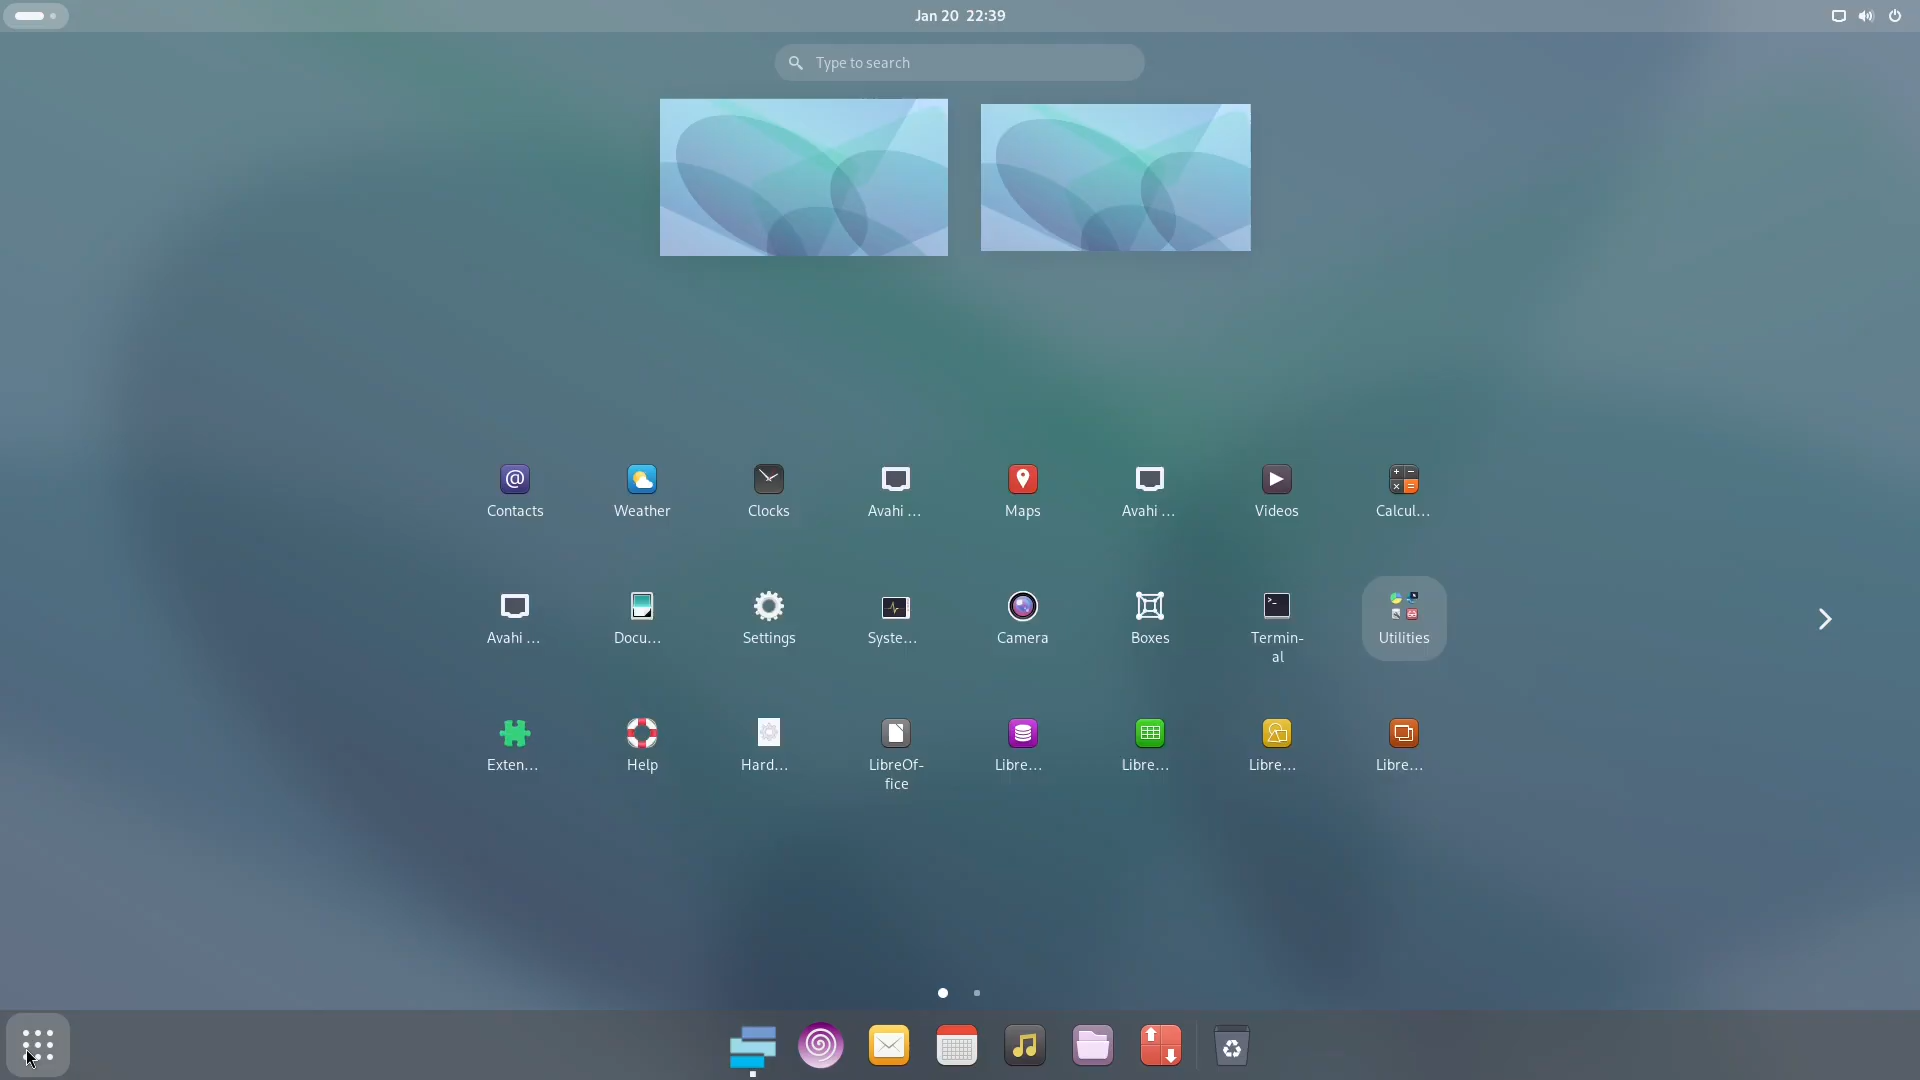 Jan 20 22:39
Type to search
Contacts
Weather
Clocks
Avahi ...
Maps
Avahi ...
Videos
Calcul...
Avahi ...
Docu...
Settings
Syste...
Camera
Boxes
Termin-
al
Utilities
Exten...
Help
Hard...
LibreOf-
fice
Libre...
Libre...
Libre...
Libre...